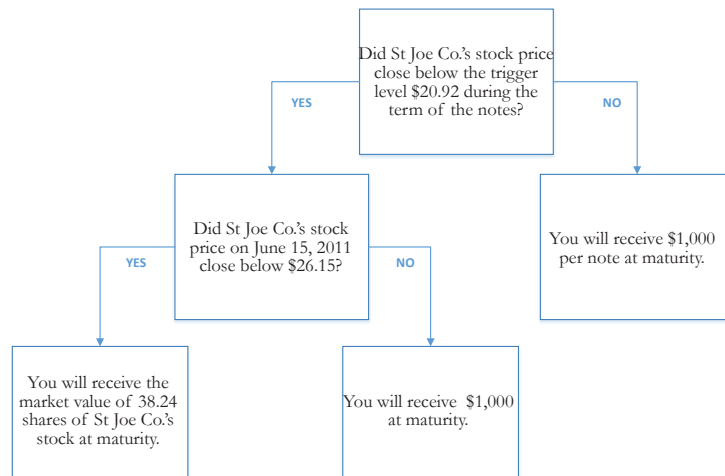 Did St Joe Co.'s stock price
close below the trigger
level $20.92 during the
term of the notes?
YES
NO
Did St Joe Co.'s stock
price on June 15, 2011
close below $26.15?
You will receive $1,000
per note at maturity.
YES
NO
You will receive the
market value of 38.24
shares of St Joe Co.'s
stock at maturity.
You will receive $1,000
at maturity.